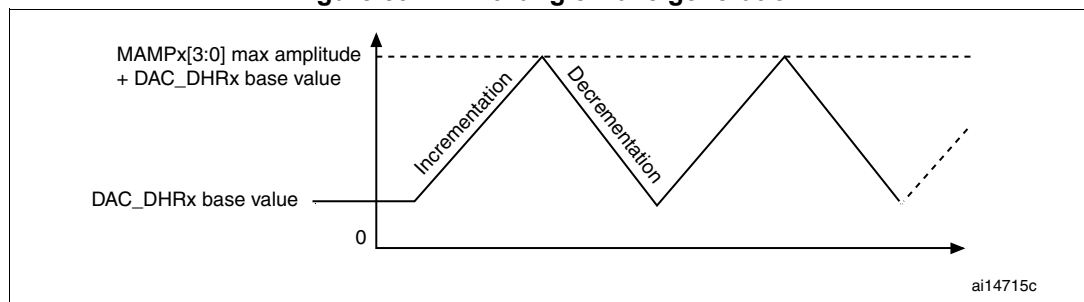 MAMPx[3:0] max amplitude
+ DAC_DHRx base value
Incrementation
Decrementation
DAC_DHRx base value
0
ai14715c